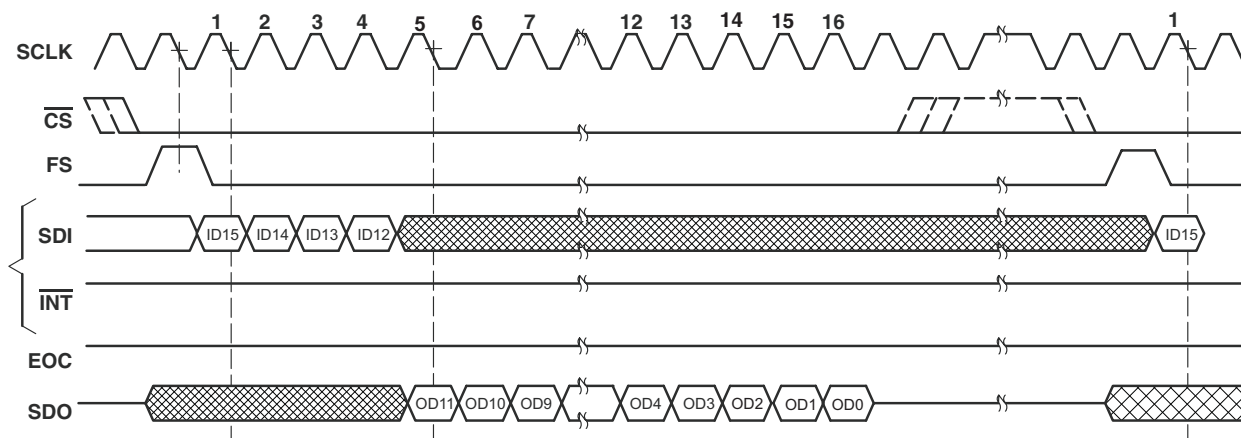 1 2 3 4 5 6 7 12 13 14 15 16 1
SCLK
CS
FS
SDI ID15 ID14 ID13 ID12 ID15
INT
EOC
SDO OD11 OD10 OD9 OD4 OD3 OD2 OD1 OD0